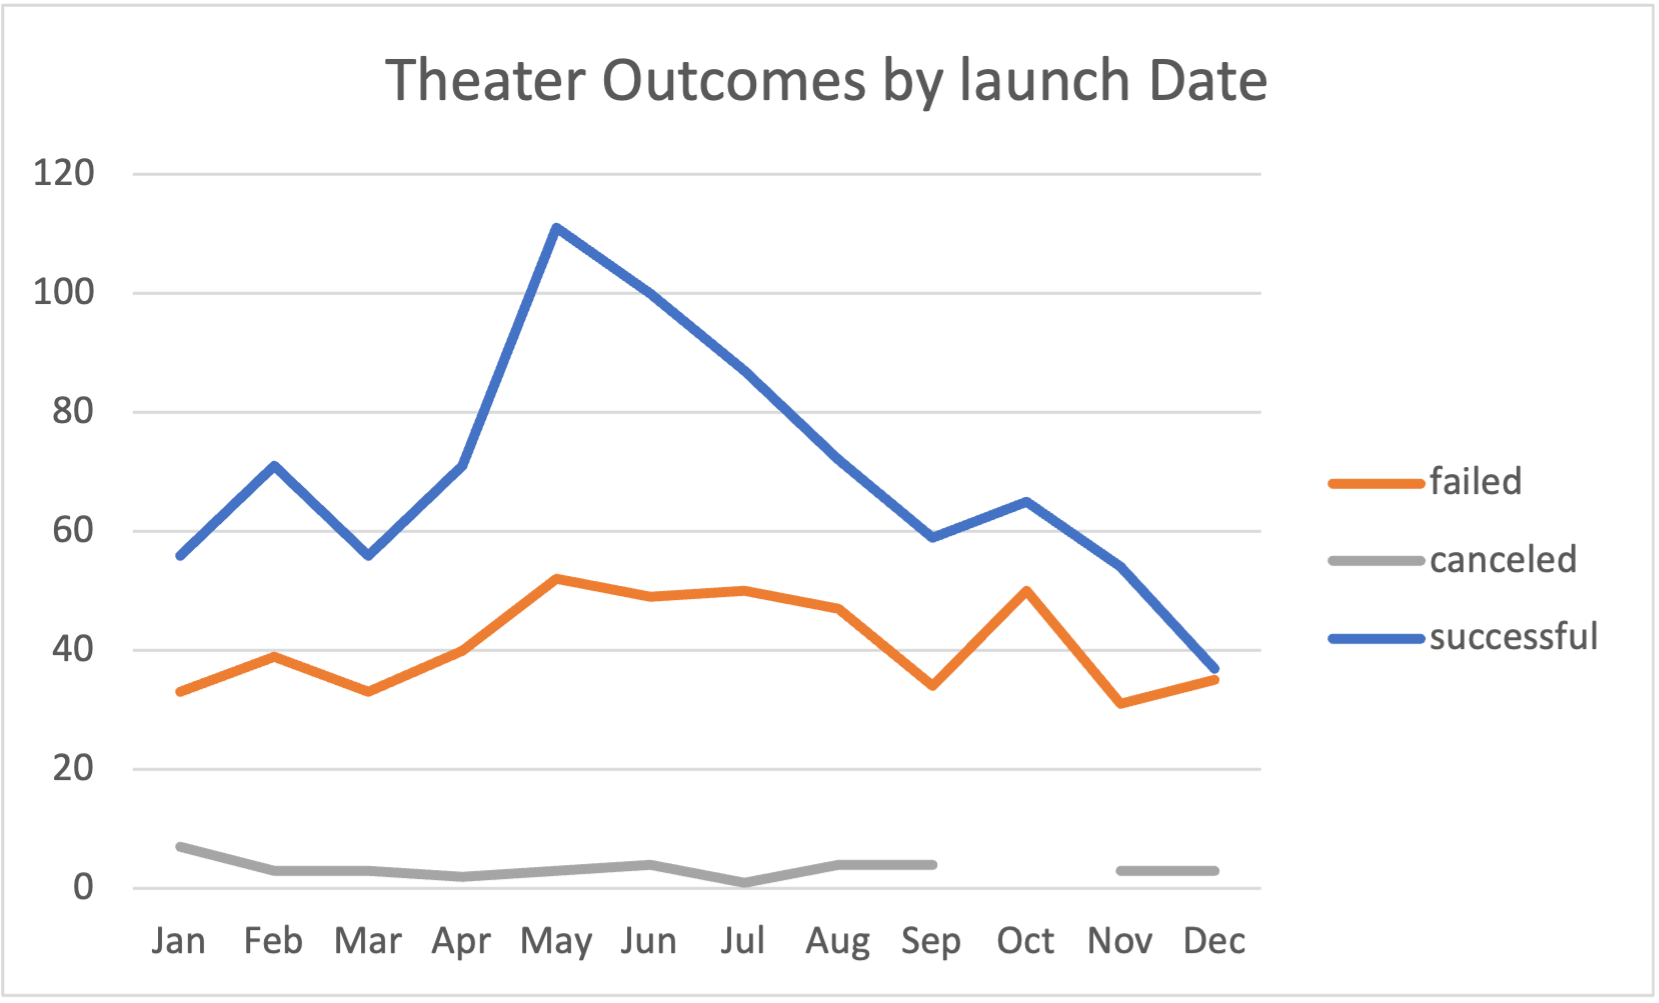 Theater Outcomes by launch Date
120
100
80
60
40
20
0
Jan Feb Mar Apr May Jun Jul Aug Sep Oct Nov Dec
failed
canceled
successful